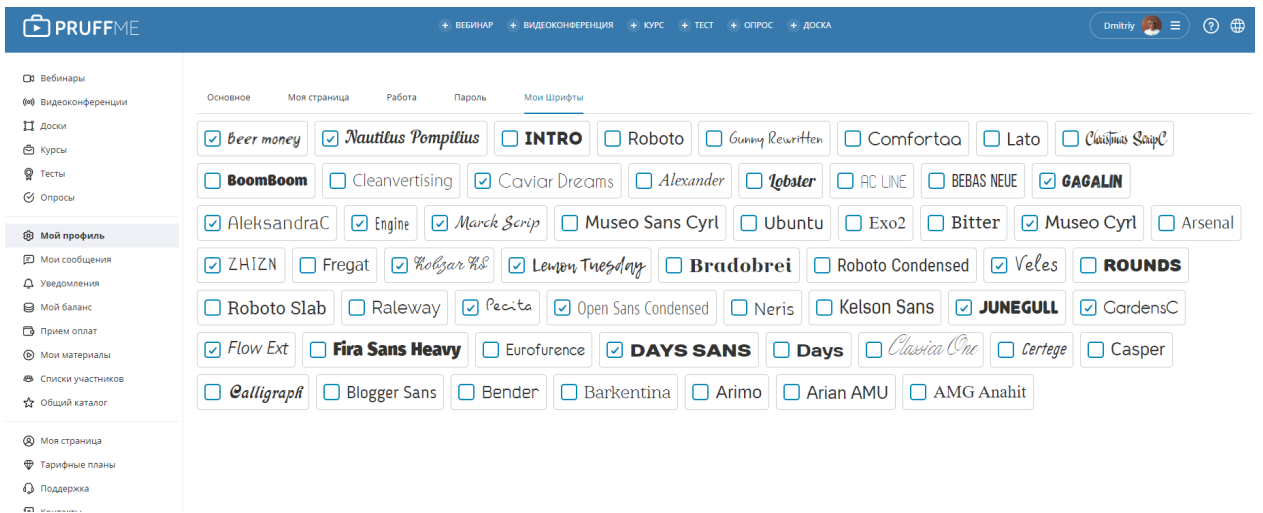 PRUFFME
+ ВЕБИНАР + ВИДЕОКОНФЕРЕНЦИЯ + КУРС + ТЕСТ + ОПРОС + ДОСКА
Dmitriy
Вебинары
Видеоконференции
Доски
Курсы
Тесты
Опросы
Мой профиль
Мои сообщения
Уведомления
Мой баланс
Прием оплат
Мои материалы
Списки участников
Общий каталог
Моя страница
Тарифные планы
Поддержка
Контакты
Основное Моя страница Работа Пароль Мои Шрифты
Beer money Nautilus Pompilius INTRO Roboto Gunny Rewritten Comfortaa Lato Christmas ScripC
BoomBoom Cleanvertising Caviar Dreams Alexander Lobster AC LINE BEBAS NEUE GAGALIN
AleksandraC Engine Marck Scrip Museo Sans Cyrl Ubuntu Exo2 Bitter Museo Cyrl Arsenal
ZHIZN Fregat Kobzar KS Lemon Tuesday Bradobrei Roboto Condensed Veles ROUNDS
Roboto Slab Raleway Pecita Open Sans Condensed Neris Kelson Sans JUNEGULL GardensC
Flow Ext Fira Sans Heavy Eurofurence DAYS SANS Days Classica One Certege Casper
Calligraph Blogger Sans Bender Barkentina Arimo Arian AMU AMG Anahit